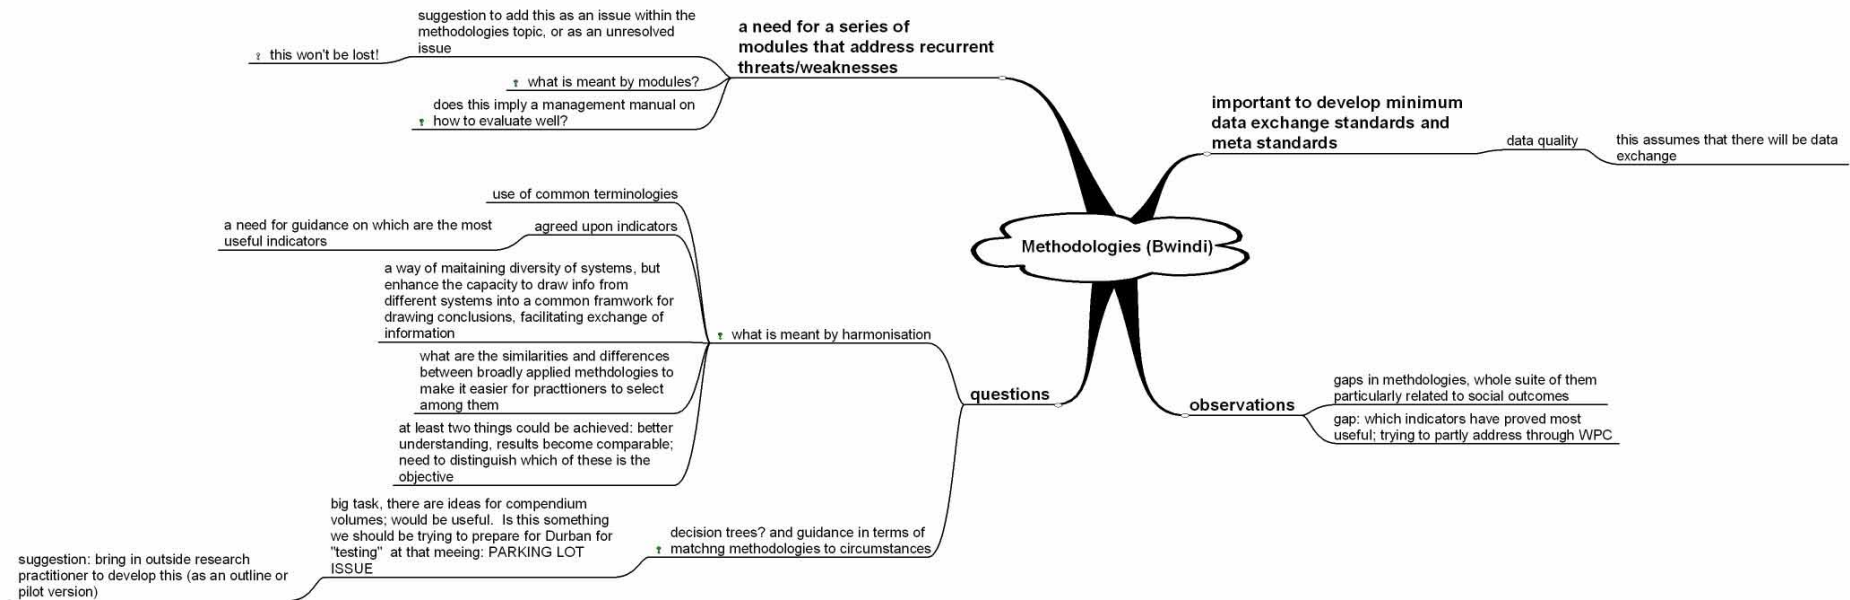 suggestion to add this as an issue within the
methodologies topic, or as an unresolved
issue
this won't be lost!
what is meant by modules?
does this imply a management manual on
how to evaluate well?
a need for a series of
modules that address recurrent
threats/weaknesses
important to develop minimum
data exchange standards and
meta standards
data quality
this assumes that there will be data
exchange
Methodologies (Bwindi)
use of common terminologies
a need for guidance on which are the most
useful indicators
agreed upon indicators
a way of maitaining diversity of systems, but
enhance the capacity to draw info from
different systems into a common framwork for
drawing conclusions, facilitating exchange of
information
what are the similarities and differences
between broadly applied methdologies to
make it easier for practtioners to select
among them
at least two things could be achieved: better
understanding, results become comparable;
need to distinguish which of these is the
objective
what is meant by harmonisation
questions
big task, there are ideas for compendium
volumes; would be useful.  Is this something
we should be trying to prepare for Durban for
"testing"  at that meeing: PARKING LOT
ISSUE
suggestion: bring in outside research
practitioner to develop this (as an outline or
pilot version)
decision trees? and guidance in terms of
matchng methodologies to circumstances
observations
gaps in methdologies, whole suite of them
particularly related to social outcomes
gap: which indicators have proved most
useful; trying to partly address through WPC